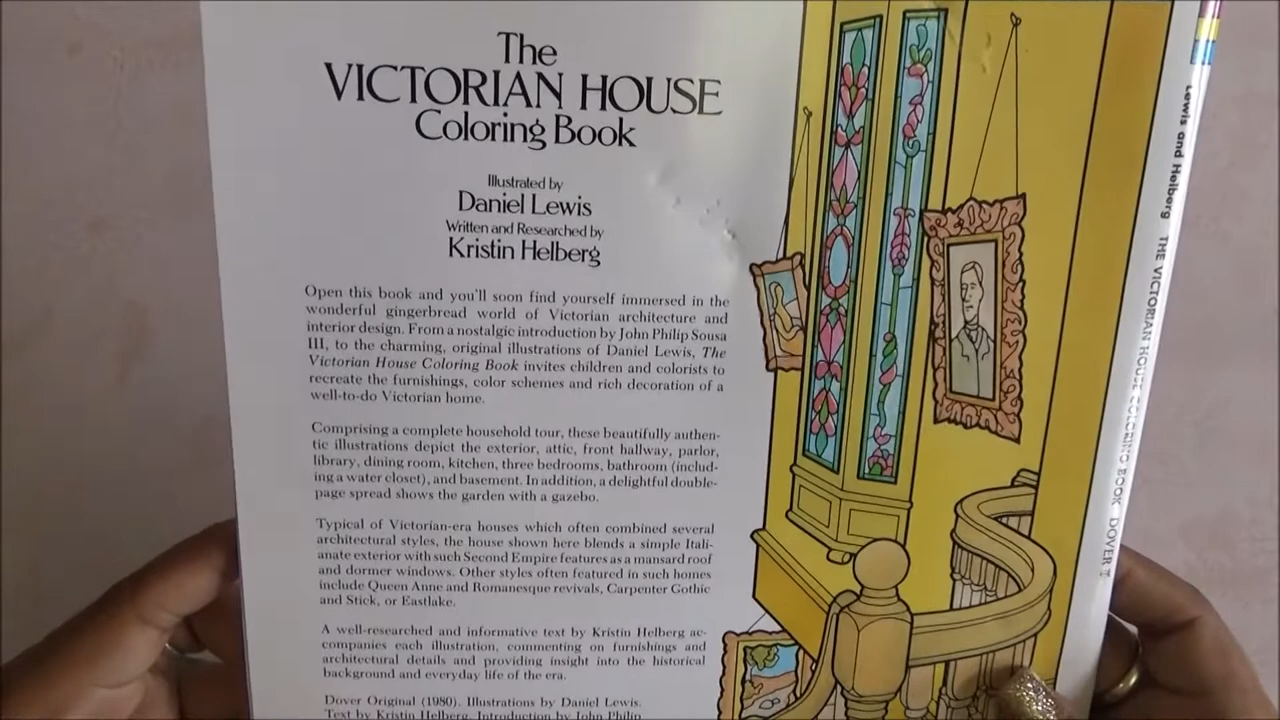 The
VICTORIAN HOUSE
Coloring Book
Illustrated by
Daniel Lewis
Written and Researched by
Kristin Helberg
Open this book and you'll soon find yourself immersed in the
wonderful gingerbread world of Victorian architecture and
interior design. From a nostalgic introduction by John Philip Sousa
III, to the charming, original illustrations of Daniel Lewis, The
Victorian House Coloring Book invites children and colorists to
recreate the furnishings, color schemes and rich decoration of a
well-to-do Victorian home.
Comprising a complete household tour, these beautifully authen-
tic illustrations depict the exterior, attic, front hallway, parlor,
library, dining room, kitchen, three bedrooms, bathroom (includ-
ing a water closet), and basement. In addition, a delightful double-
page spread shows the garden with a gazebo.
Typical of Victorian-era houses which often combined several
architectural styles, the house shown here blends a simple Itali-
anate exterior with such Second Empire features as a mansard roof
and dormer windows. Other styles often featured in such homes
include Queen Anne and Romanesque revivals, Carpenter Gothic
and Stick, or Eastlake.
A well-researched and informative text by Kristin Helberg ac-
companies each illustration, commenting on furnishings and
architectural details and providing insight into the historical
background and everyday life of the era.
Dover Original (1980). Illustrations by Daniel Lewis.
Text by Kristin Helberg. Introduction by John Philip
Lewis and Helberg THE VICTORIAN HOUSE COLORING BOOK DOVER